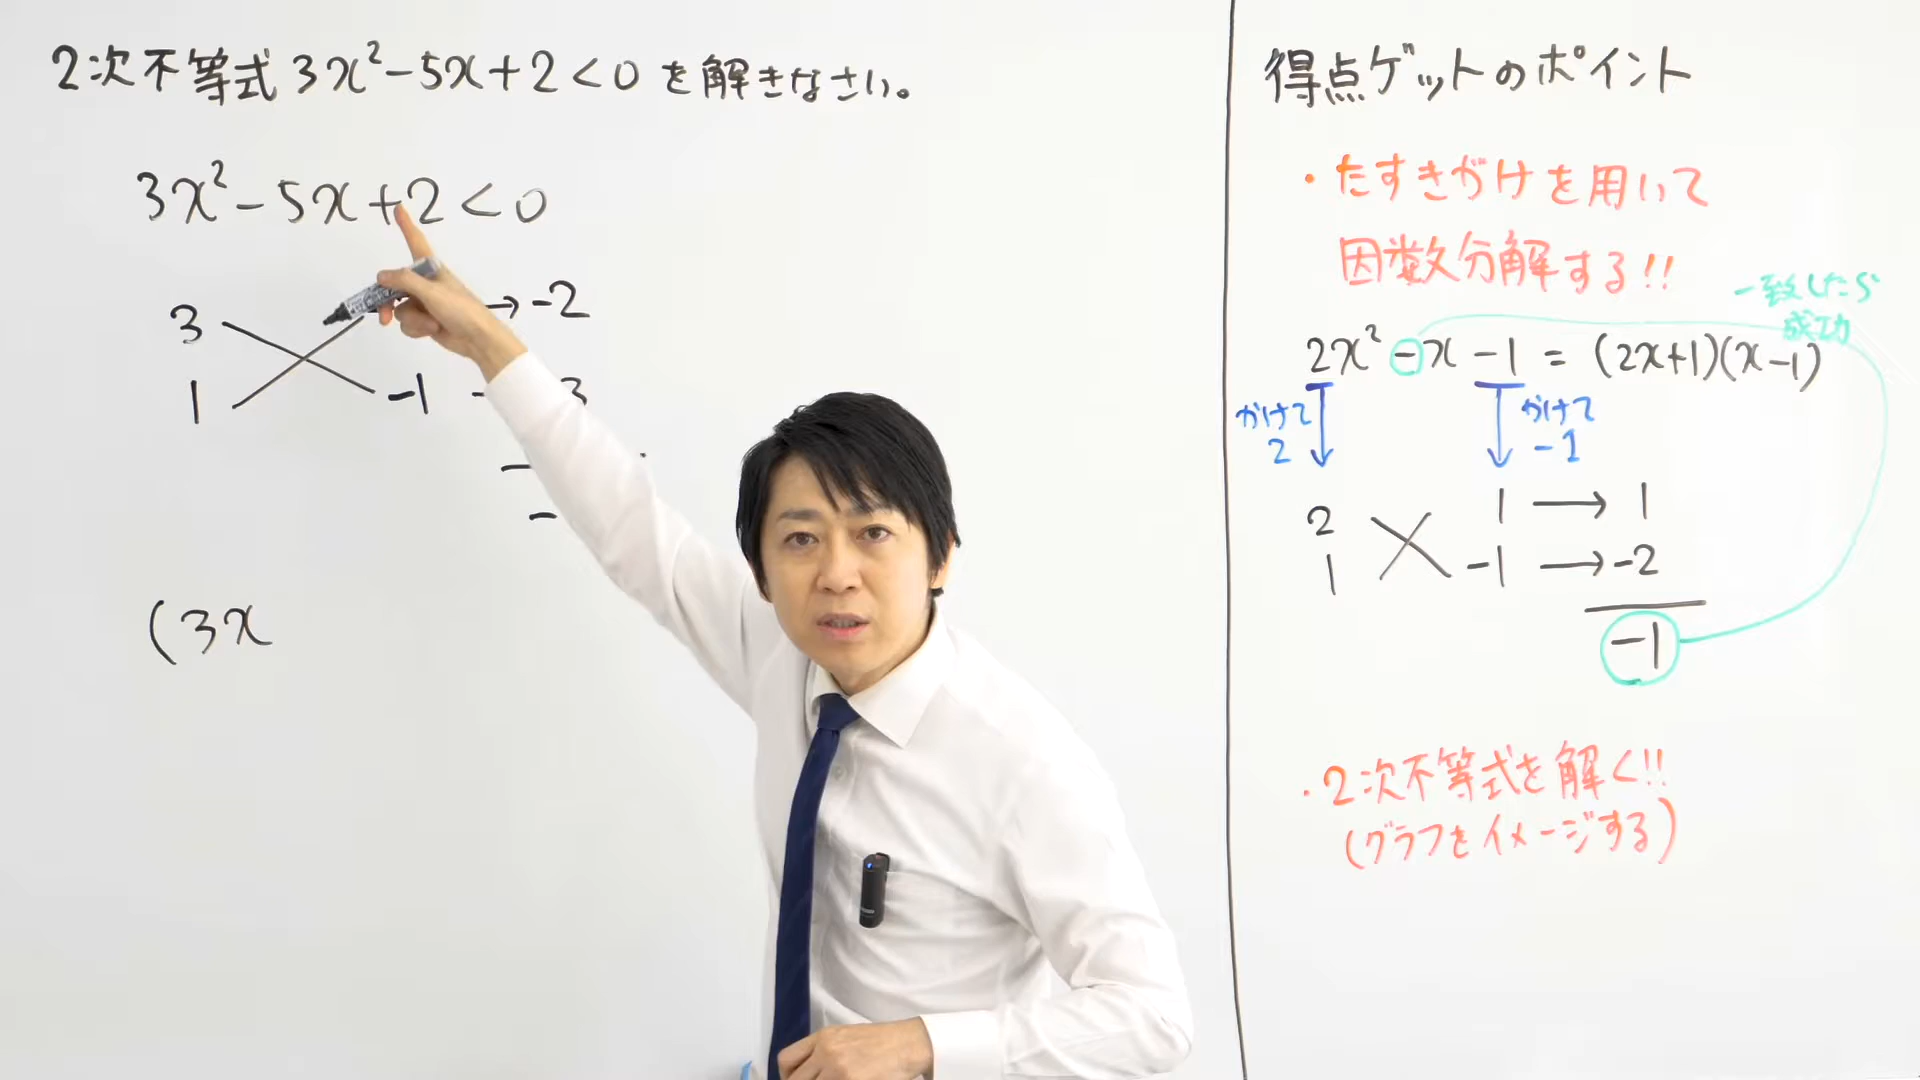 2次不等式 3x²-5x+2<0 を解きなさい。
3x²-5x+2<0
3 → -2
1 -1 - 3
-
(3x
得点ゲットのポイント
・たすきがけを用いて
因数分解する!!
一致したら
成功
2x²-x-1=(2x+1)(x-1)
かけて
2
かけて
-1
2 1 → 1
1 -1 → -2
-1
・2次不等式を解く!!
(グラフをイメージする)